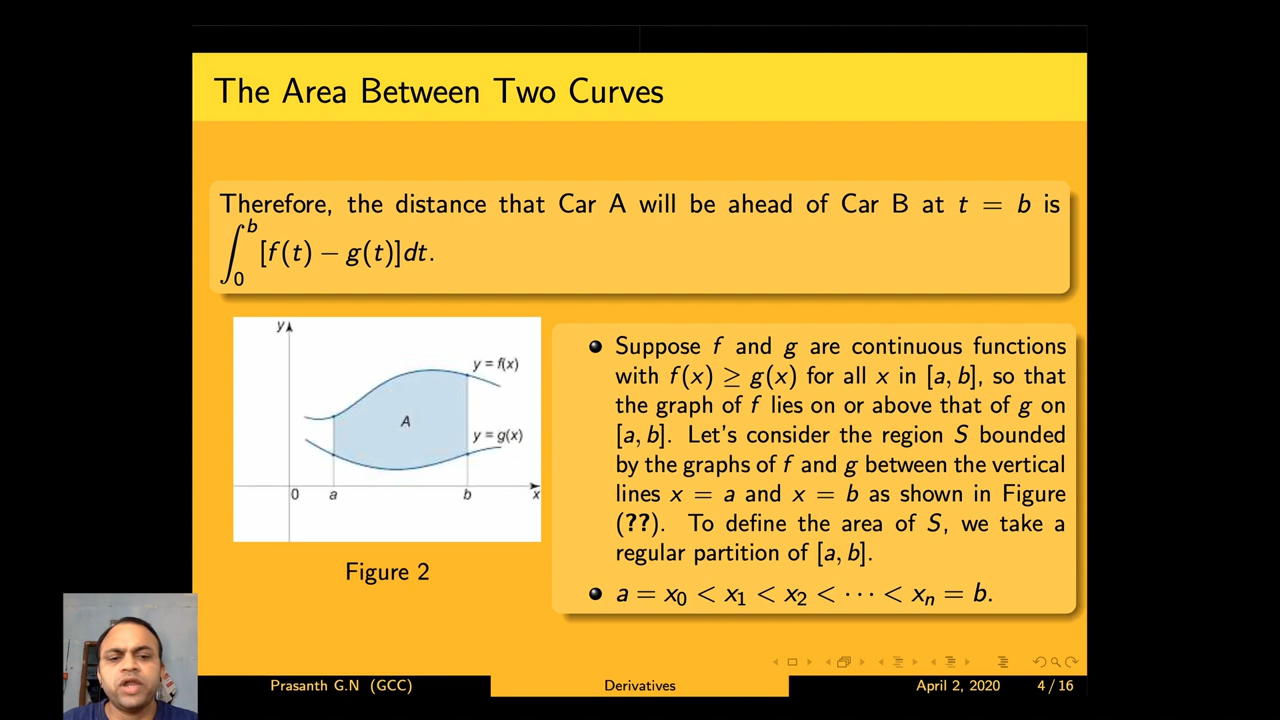 The Area Between Two Curves
Therefore, the distance that Car A will be ahead of Car B at t = b is
∫₀ᵇ [f(t) − g(t)]dt.
y
y = f(x)
A
y = g(x)
0 a b x
Figure 2
Suppose f and g are continuous functions
with f(x) ≥ g(x) for all x in [a, b], so that
the graph of f lies on or above that of g on
[a, b]. Let's consider the region S bounded
by the graphs of f and g between the vertical
lines x = a and x = b as shown in Figure
(??). To define the area of S, we take a
regular partition of [a, b].
a = x₀ < x₁ < x₂ < ⋯ < xₙ = b.
Prasanth G.N (GCC) Derivatives April 2, 2020 4 / 16